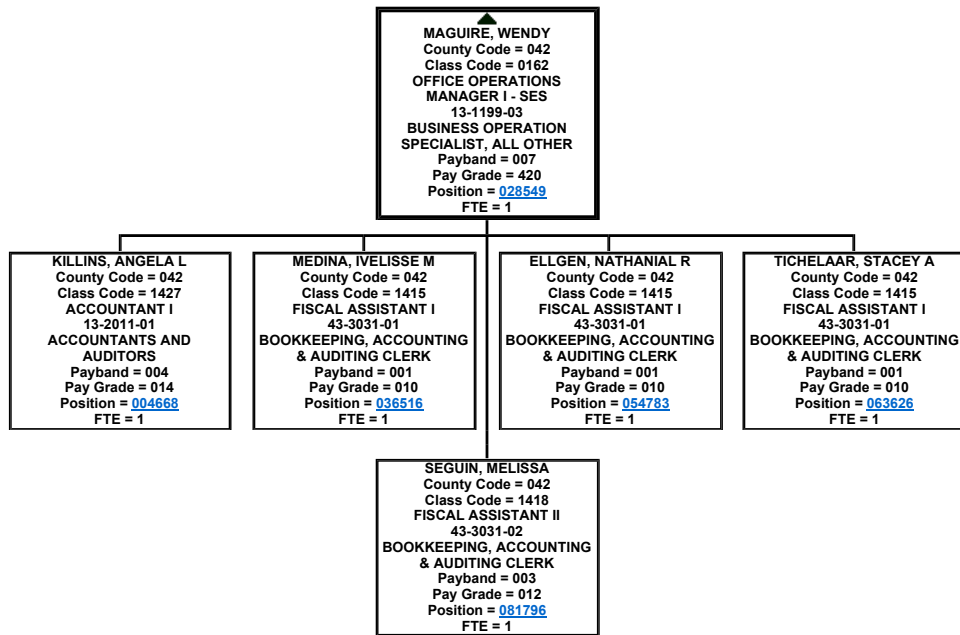 MAGUIRE, WENDY
County Code = 042
Class Code = 0162
OFFICE OPERATIONS
MANAGER I - SES
13-1199-03
BUSINESS OPERATION
SPECIALIST, ALL OTHER
Payband = 007
Pay Grade = 420
Position = 028549
FTE = 1
KILLINS, ANGELA L
County Code = 042
Class Code = 1427
ACCOUNTANT I
13-2011-01
ACCOUNTANTS AND
AUDITORS
Payband = 004
Pay Grade = 014
Position = 004668
FTE = 1
MEDINA, IVELISSE M
County Code = 042
Class Code = 1415
FISCAL ASSISTANT I
43-3031-01
BOOKKEEPING, ACCOUNTING
& AUDITING CLERK
Payband = 001
Pay Grade = 010
Position = 036516
FTE = 1
ELLGEN, NATHANIAL R
County Code = 042
Class Code = 1415
FISCAL ASSISTANT I
43-3031-01
BOOKKEEPING, ACCOUNTING
& AUDITING CLERK
Payband = 001
Pay Grade = 010
Position = 054783
FTE = 1
TICHELAAR, STACEY A
County Code = 042
Class Code = 1415
FISCAL ASSISTANT I
43-3031-01
BOOKKEEPING, ACCOUNTING
& AUDITING CLERK
Payband = 001
Pay Grade = 010
Position = 063626
FTE = 1
SEGUIN, MELISSA
County Code = 042
Class Code = 1418
FISCAL ASSISTANT II
43-3031-02
BOOKKEEPING, ACCOUNTING
& AUDITING CLERK
Payband = 003
Pay Grade = 012
Position = 081796
FTE = 1